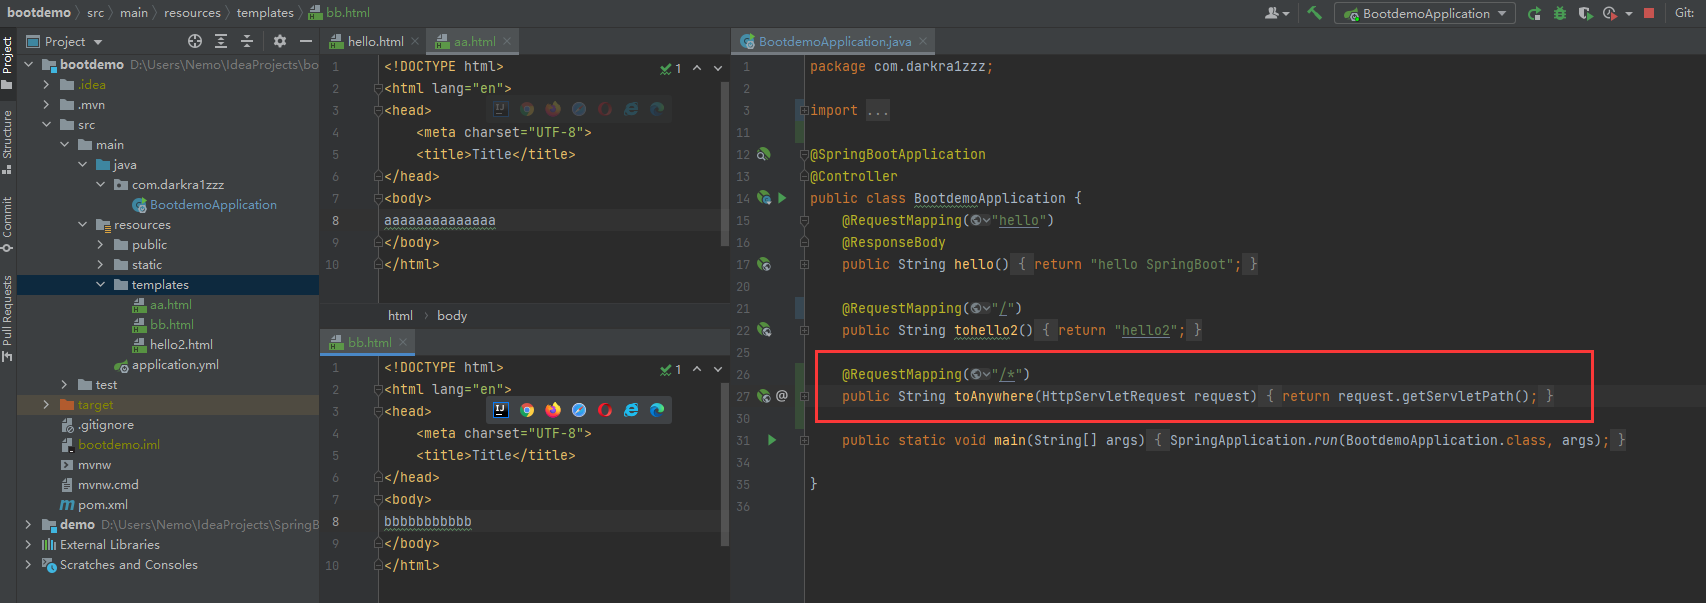 bootdemo src main resources templates bb.html
BootdemoApplication Git:
Project
Structure
Commit
Pull Requests
Project
bootdemo D:\Users\Nemo\IdeaProjects\bo
.idea
.mvn
src
main
java
com.darkra1zzz
BootdemoApplication
resources
public
static
templates
aa.html
bb.html
hello2.html
application.yml
test
target
.gitignore
bootdemo.iml
mvnw
mvnw.cmd
pom.xml
demo D:\Users\Nemo\IdeaProjects\SpringB
External Libraries
Scratches and Consoles
hello.html aa.html
1 <!DOCTYPE html> 1
2 <html lang="en">
3 <head>
4 <meta charset="UTF-8">
5 <title>Title</title>
6 </head>
7 <body>
8 aaaaaaaaaaaaaa
9 </body>
10 </html>
html body
bb.html
1 <!DOCTYPE html> 1
2 <html lang="en">
3 <head>
4 <meta charset="UTF-8">
5 <title>Title</title>
6 </head>
7 <body>
8 bbbbbbbbbbb
9 </body>
10 </html>
BootdemoApplication.java
1 package com.darkra1zzz;
2
3 import ...
11
12 @SpringBootApplication
13 @Controller
14 public class BootdemoApplication {
15 @RequestMapping("hello")
16 @ResponseBody
17 public String hello() { return "hello SpringBoot"; }
20
21 @RequestMapping("/")
22 public String tohello2() { return "hello2"; }
25
26 @RequestMapping("/*")
27 @ public String toAnywhere(HttpServletRequest request) { return request.getServletPath(); }
30
31 public static void main(String[] args) { SpringApplication.run(BootdemoApplication.class, args); }
34
35 }
36